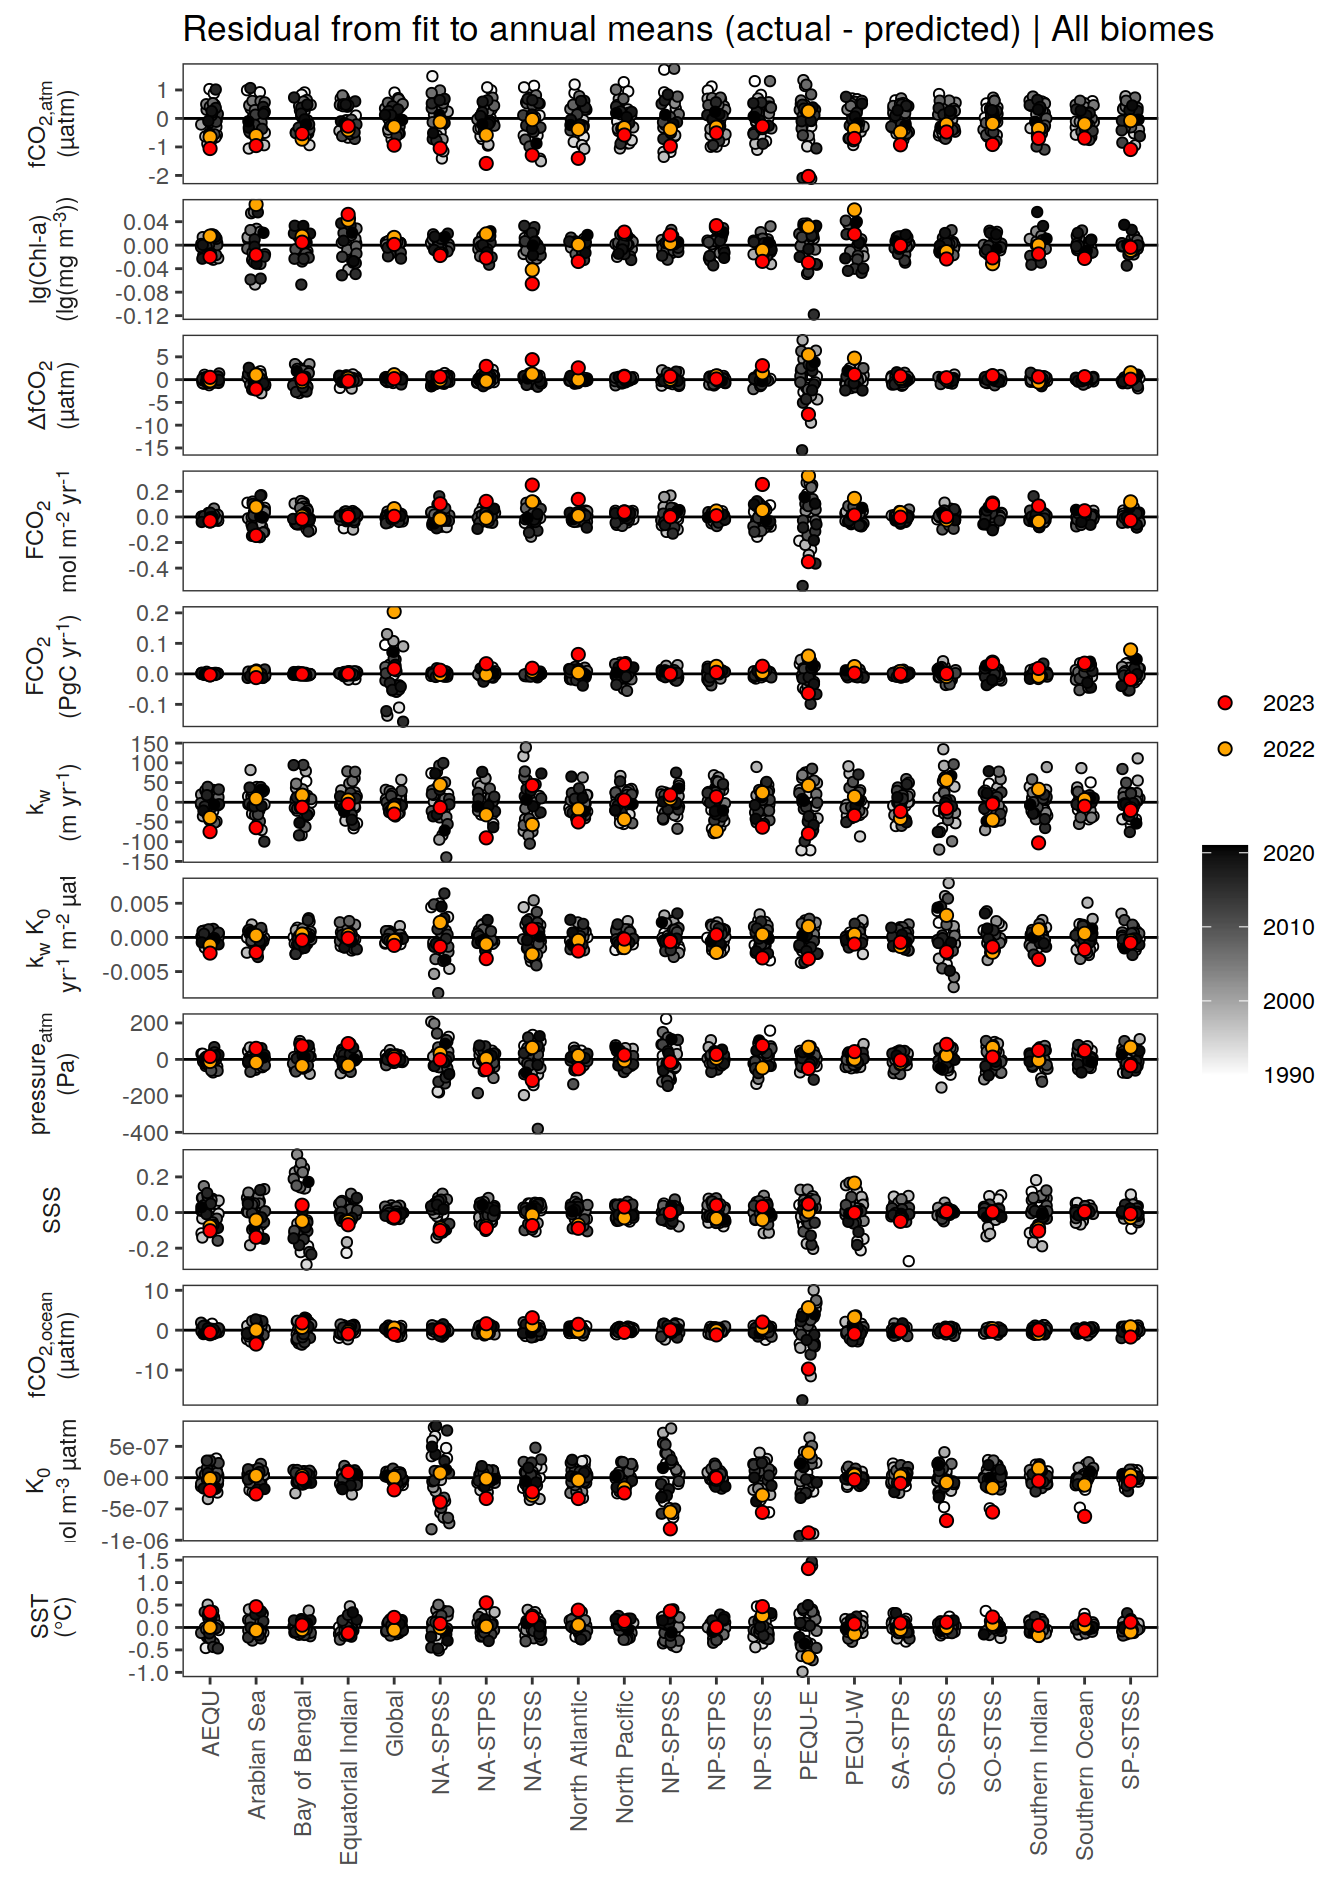 Residual from fit to annual means (actual - predicted) | All biomes
fCO2,atm
(µatm)
1
0
-1
-2
lg(Chl-a)
(lg(mg m-3))
0.04
0.00
-0.04
-0.08
-0.12
ΔfCO2
(µatm)
5
0
-5
-10
-15
FCO2
mol m-2 yr-1
0.2
0.0
-0.2
-0.4
FCO2
(PgC yr-1)
0.2
0.1
0.0
-0.1
kw
(m yr-1)
150
100
50
0
-50
-100
-150
kw K0
yr-1 m-2 µat
0.005
0.000
-0.005
pressureatm
(Pa)
200
0
-200
-400
SSS
0.2
0.0
-0.2
fCO2,ocean
(µatm)
10
0
-10
K0
ol m-3 µatm
5e-07
0e+00
-5e-07
-1e-06
SST
(°C)
1.5
1.0
0.5
0.0
-0.5
-1.0
AEQU
Arabian Sea
Bay of Bengal
Equatorial Indian
Global
NA-SPSS
NA-STPS
NA-STSS
North Atlantic
North Pacific
NP-SPSS
NP-STPS
NP-STSS
PEQU-E
PEQU-W
SA-STPS
SO-SPSS
SO-STSS
Southern Indian
Southern Ocean
SP-STSS
2023
2022
2020
2010
2000
1990